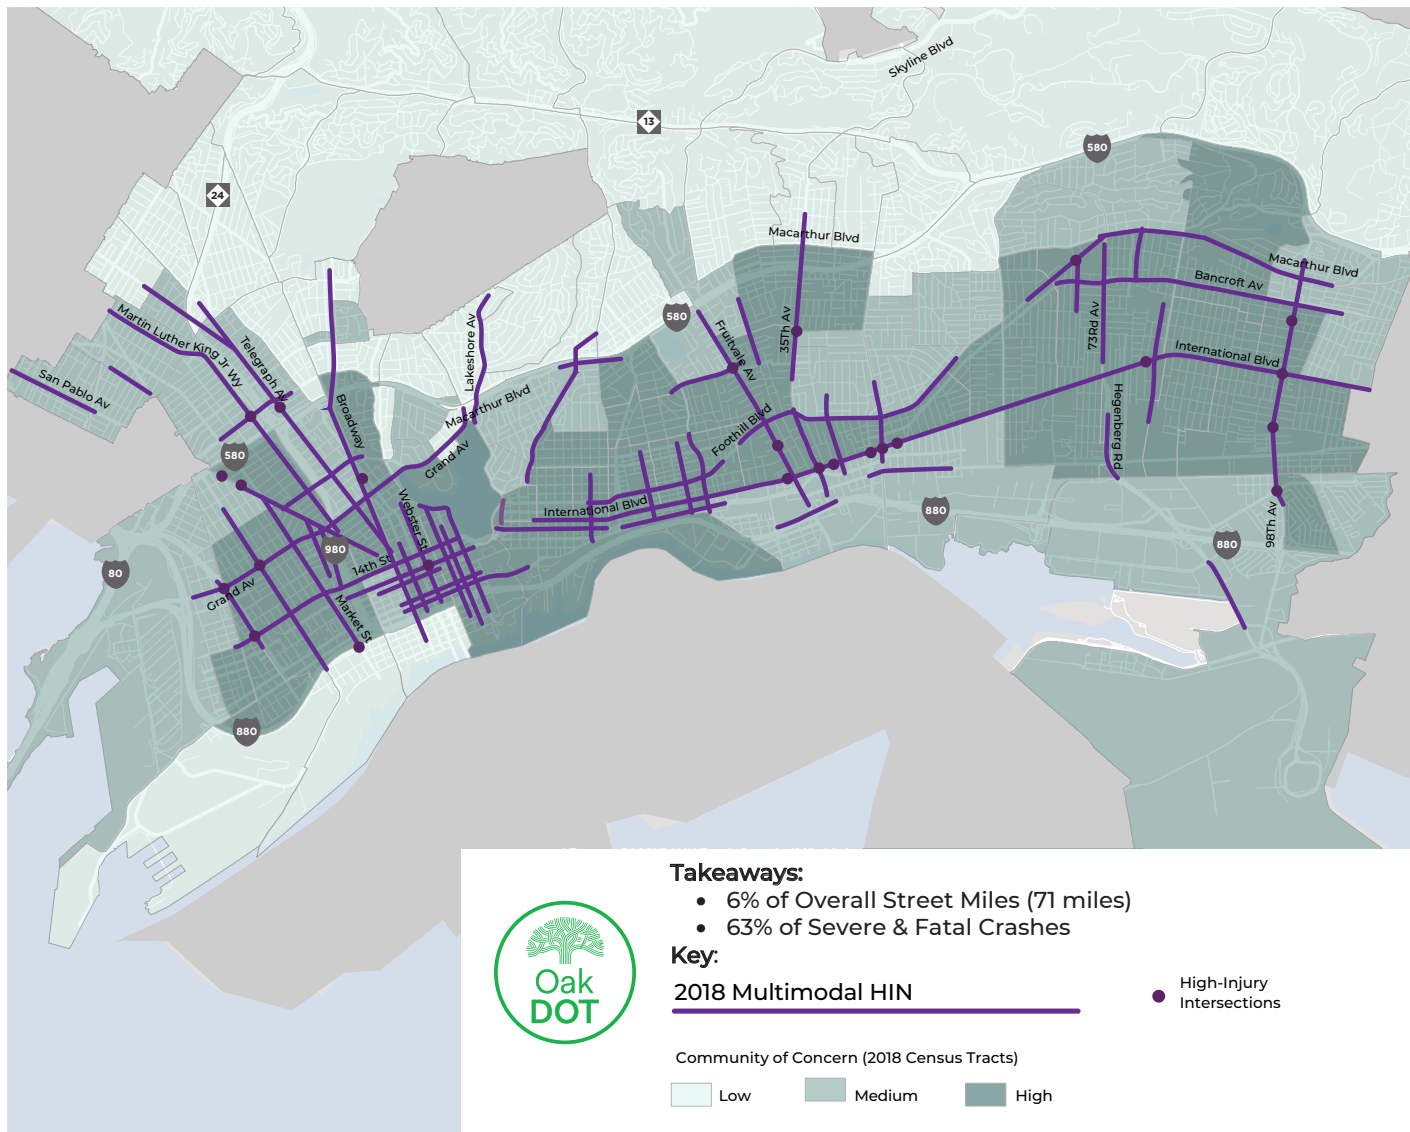 Skyline Blvd
13
580
24
Macarthur Blvd
Macarthur Blvd
Bancroft Av
580
35Th Av
73Rd Av
Fruitvale Av
Lakeshore Av
Martin Luther King Jr Wy
Telegraph Av
San Pablo Av
International Blvd
Broadway
Macarthur Blvd
Grand Av
Foothill Blvd
Hegenberg Rd
580
Webster St
International Blvd
880
98Th Av
880
980
80
14th St
Grand Av
Market St
880
Takeaways:
• 6% of Overall Street Miles (71 miles)
• 63% of Severe & Fatal Crashes
Key:
2018 Multimodal HIN
High-Injury
Intersections
Oak
DOT
Community of Concern (2018 Census Tracts)
Low
Medium
High